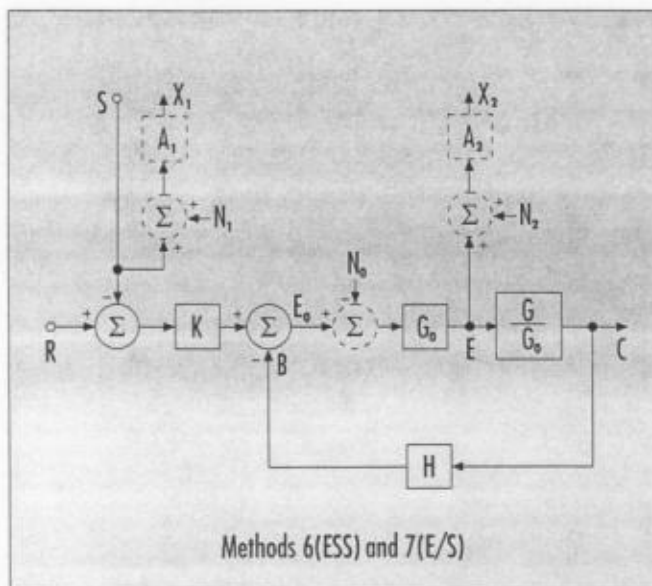 S
X₁
X₂
A₁
A₂
+
Σ
N₁
+
+
Σ
N₂
+
N₀
−
−
+
Σ
R
K
+
Σ
−
B
E₀
+
Σ
G₀
E
G
G₀
C
H
Methods 6(ESS) and 7(E/S)